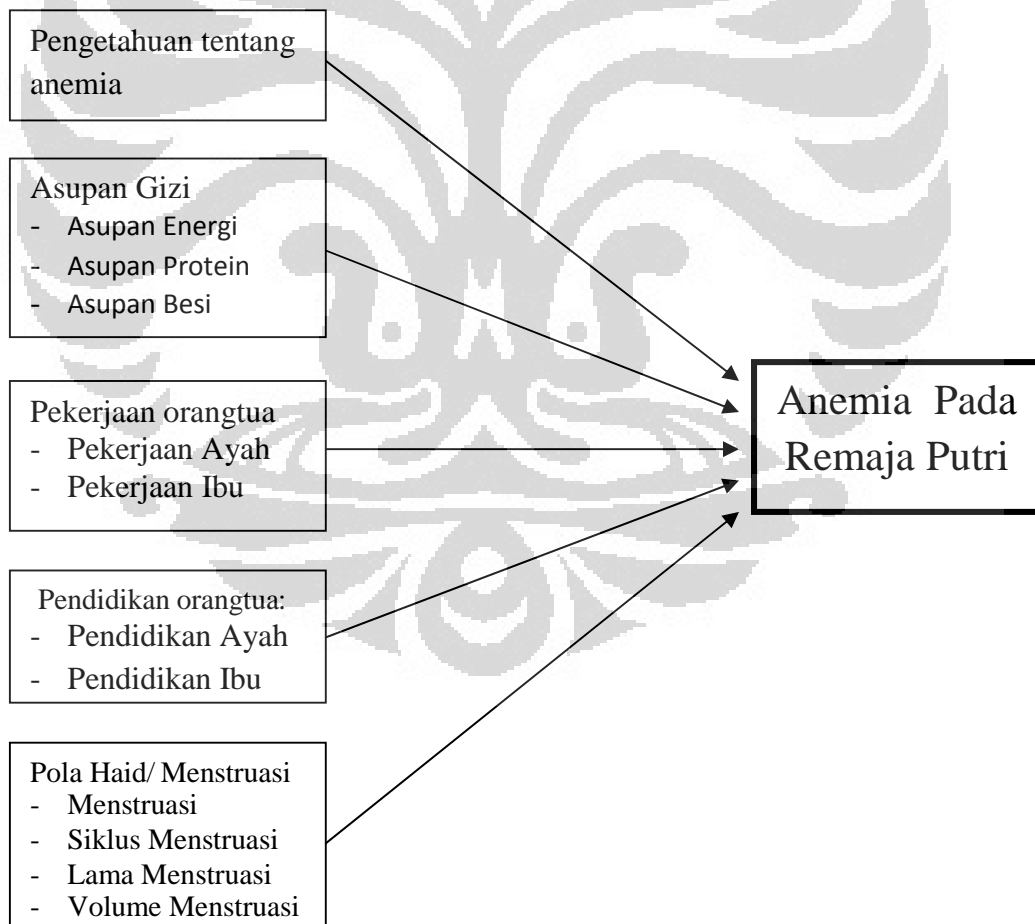 Pengetahuan tentang
anemia
Asupan Gizi
- Asupan Energi
- Asupan Protein
- Asupan Besi
Pekerjaan orangtua
- Pekerjaan Ayah
- Pekerjaan Ibu
Pendidikan orangtua:
- Pendidikan Ayah
- Pendidikan Ibu
Pola Haid/ Menstruasi
- Menstruasi
- Siklus Menstruasi
- Lama Menstruasi
- Volume Menstruasi
Anemia Pada
Remaja Putri